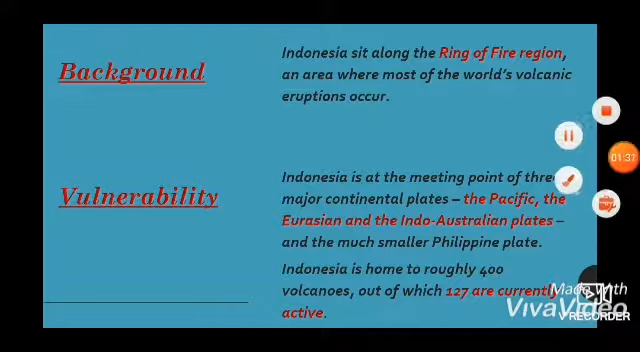 Background
Indonesia sit along the Ring of Fire region,
an area where most of the world's volcanic
eruptions occur.
Vulnerability
Indonesia is at the meeting point of three
major continental plates – the Pacific, the
Eurasian and the Indo-Australian plates –
and the much smaller Philippine plate.
Indonesia is home to roughly 400
volcanoes, out of which 127 are currently
active.
01:37
Made With
VivaVideo
RECORDER